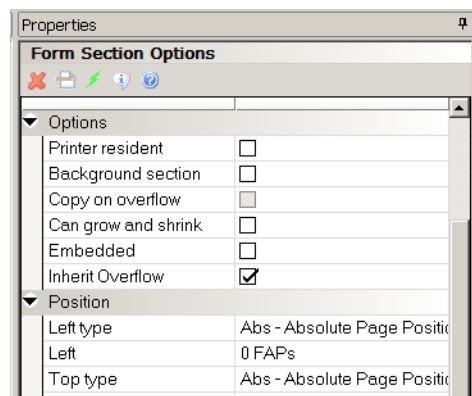 Properties
Form Section Options
Options
Printer resident
Background section
Copy on overflow
Can grow and shrink
Embedded
Inherit Overflow
Position
Left type Abs - Absolute Page Positio
Left 0 FAPs
Top type Abs - Absolute Page Positio